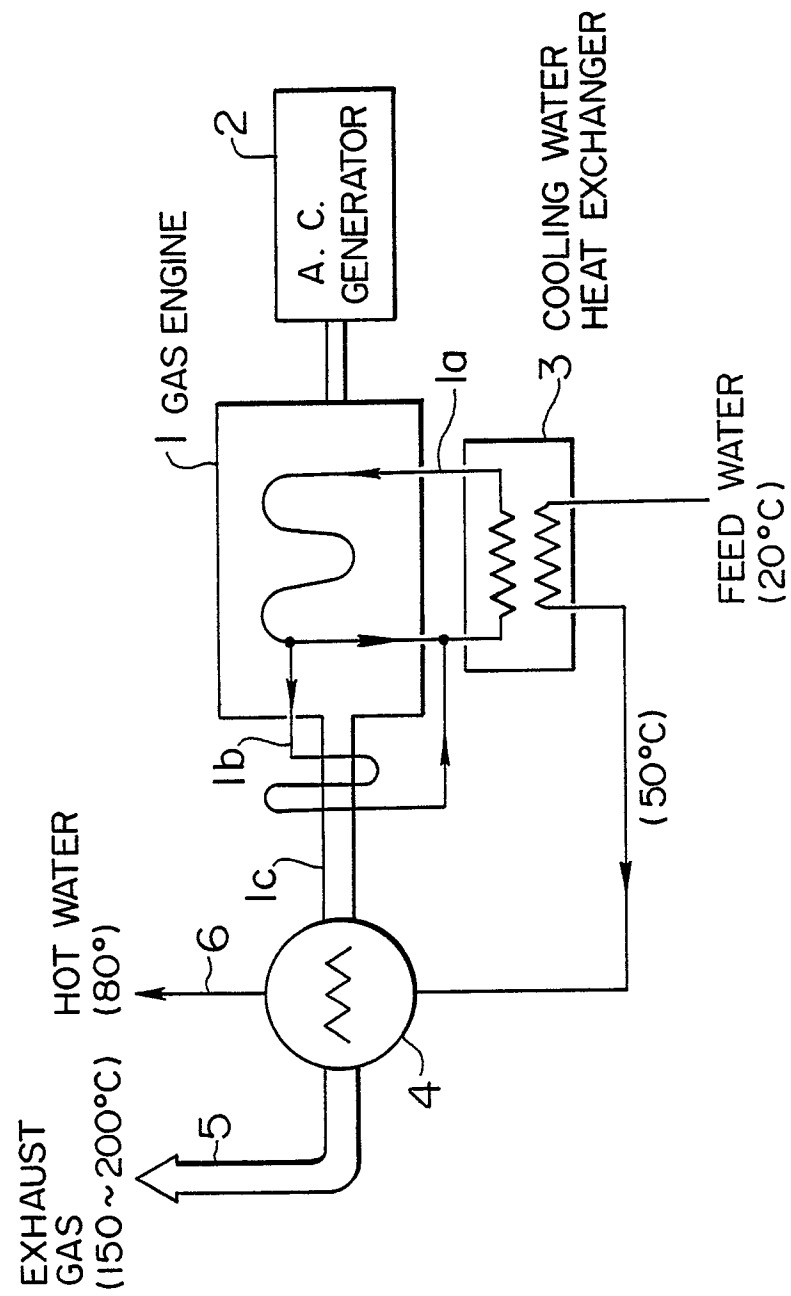 EXHAUST
GAS
(150~200°C)
5
HOT WATER
(80°)
6
4
1c
1b
1 GAS ENGINE
2
A. C.
GENERATOR
1a
3 COOLING WATER
HEAT EXCHANGER
(50°C)
FEED WATER
(20°C)